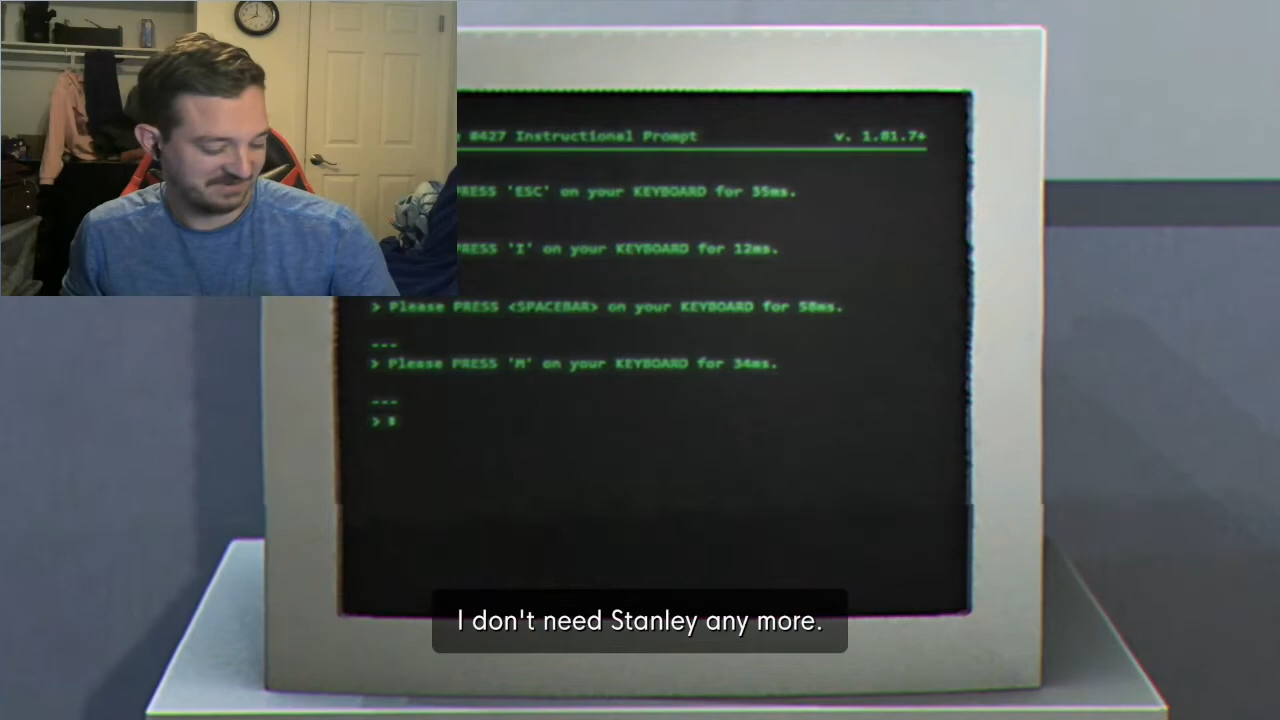 #427 Instructional Prompt v. 1.01.7+
PRESS 'ESC' on your KEYBOARD for 35ms.
PRESS 'I' on your KEYBOARD for 12ms.
> Please PRESS <SPACEBAR> on your KEYBOARD for 58ms.
---
> Please PRESS 'M' on your KEYBOARD for 34ms.
---
>
I don't need Stanley any more.